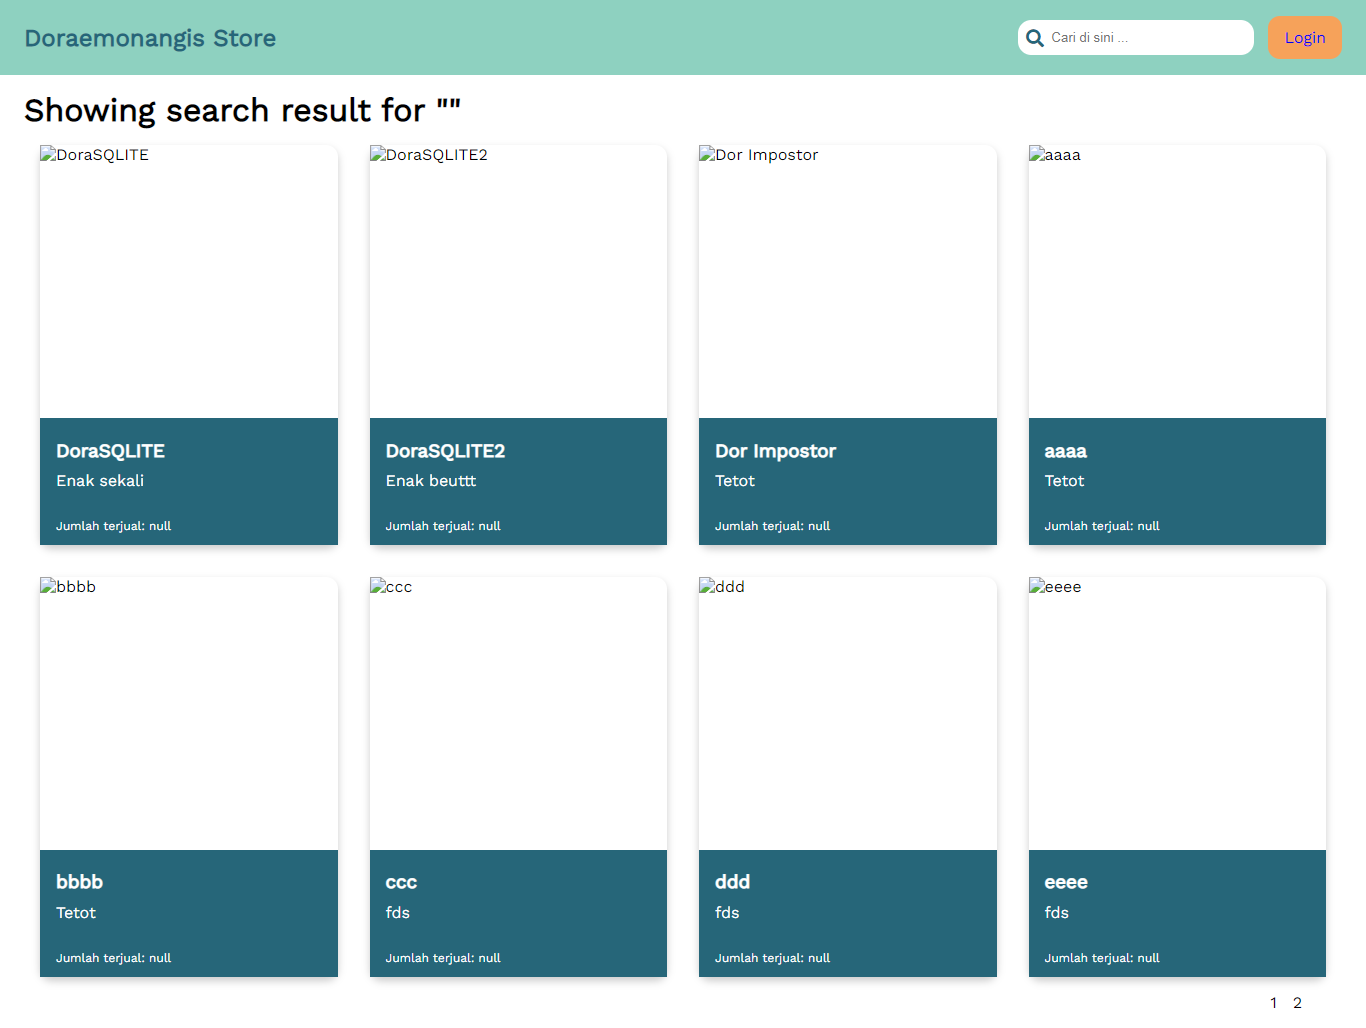 Doraemonangis Store
Cari di sini ...
Login
Showing search result for ""
DoraSQLITE
DoraSQLITE2
Dor Impostor
aaaa
DoraSQLITE
Enak sekali
Jumlah terjual: null
DoraSQLITE2
Enak beuttt
Jumlah terjual: null
Dor Impostor
Tetot
Jumlah terjual: null
aaaa
Tetot
Jumlah terjual: null
bbbb
ccc
ddd
eeee
bbbb
Tetot
Jumlah terjual: null
ccc
fds
Jumlah terjual: null
ddd
fds
Jumlah terjual: null
eeee
fds
Jumlah terjual: null
1 2